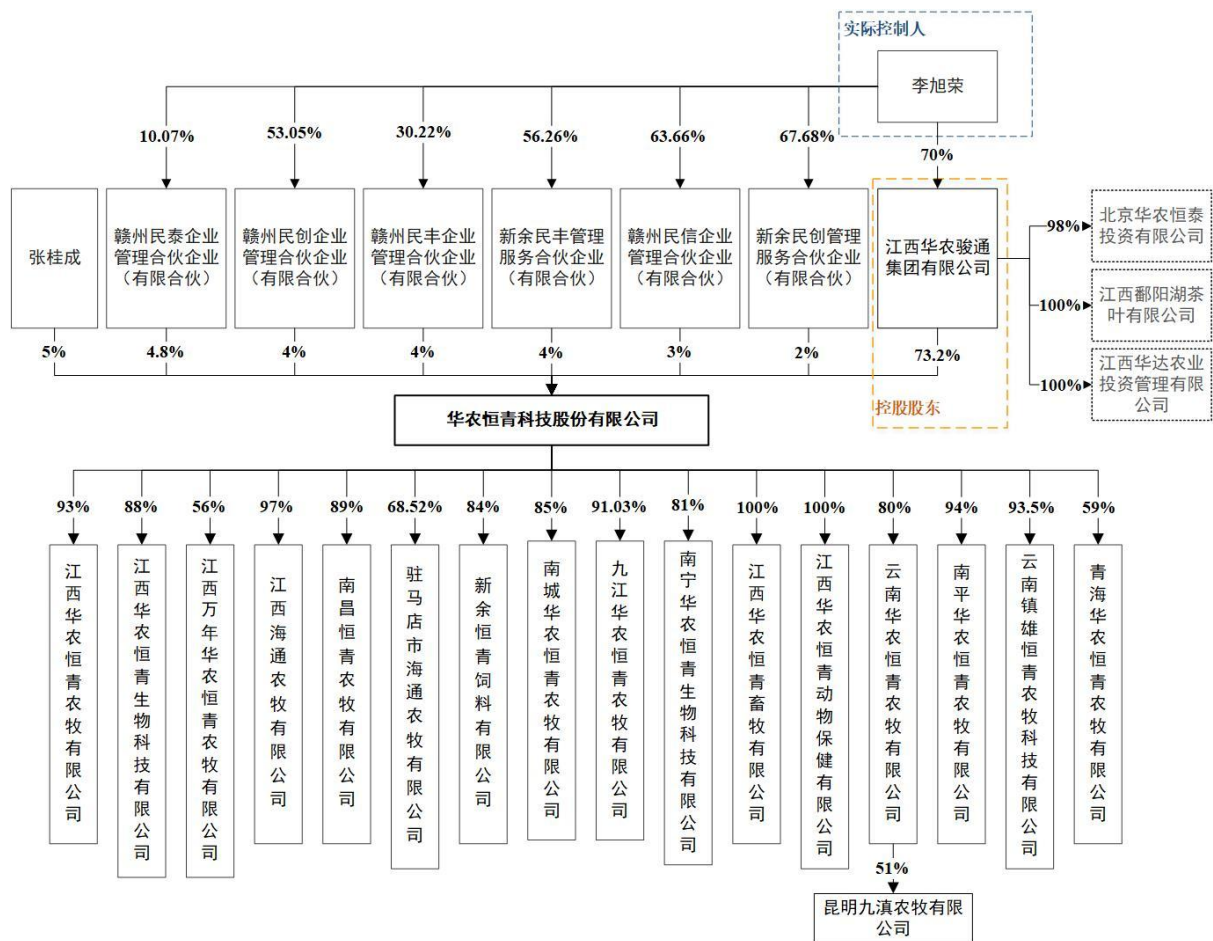 实际控制人
李旭荣
10.07%
53.05%
30.22%
56.26%
63.66%
67.68%
70%
张桂成
赣州民泰企业
管理合伙企业
（有限合伙）
赣州民创企业
管理合伙企业
（有限合伙）
赣州民丰企业
管理合伙企业
（有限合伙）
新余民丰管理
服务合伙企业
（有限合伙）
赣州民信企业
管理合伙企业
（有限合伙）
新余民创管理
服务合伙企业
（有限合伙）
江西华农骏通
集团有限公司
98%
北京华农恒泰
投资有限公司
100%
江西鄱阳湖茶
叶有限公司
100%
江西华达农业
投资管理有限
公司
5%
4.8%
4%
4%
4%
3%
2%
73.2%
控股股东
华农恒青科技股份有限公司
93%
88%
56%
97%
89%
68.52%
84%
85%
91.03%
81%
100%
100%
80%
94%
93.5%
59%
江西华农恒青农牧有限公司
江西华农恒青生物科技有限公司
江西万年华农恒青农牧有限公司
江西海通农牧有限公司
南昌恒青农牧有限公司
驻马店市海通农牧有限公司
新余恒青饲料有限公司
南城华农恒青农牧有限公司
九江华农恒青农牧有限公司
南宁华农恒青生物科技有限公司
江西华农恒青畜牧有限公司
江西华农恒青动物保健有限公司
云南华农恒青农牧有限公司
南平华农恒青农牧有限公司
云南镇雄恒青农牧科技有限公司
青海华农恒青农牧有限公司
51%
昆明九滇农牧有限
公司